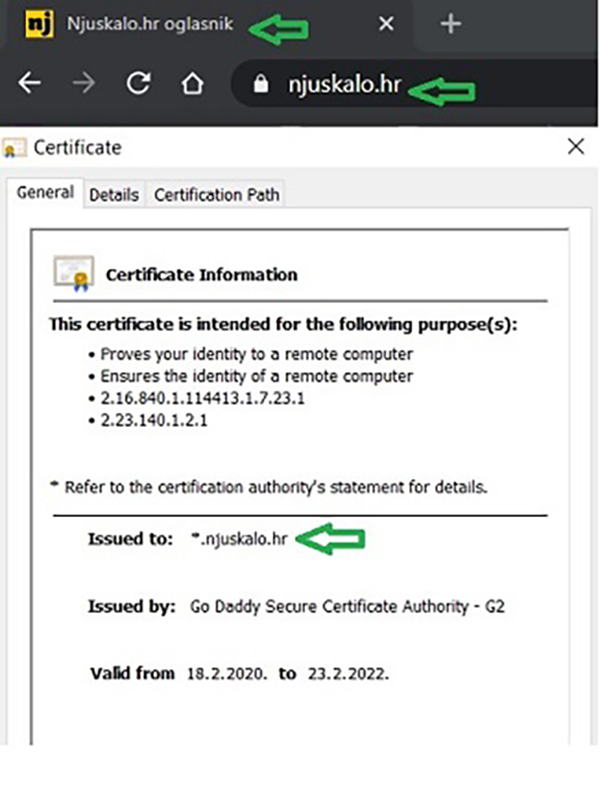 nj Njuskalo.hr oglasnik
njuskalo.hr
Certificate
General Details Certification Path
Certificate Information
This certificate is intended for the following purpose(s):
• Proves your identity to a remote computer
• Ensures the identity of a remote computer
• 2.16.840.1.114413.1.7.23.1
• 2.23.140.1.2.1
* Refer to the certification authority's statement for details.
Issued to: *.njuskalo.hr
Issued by: Go Daddy Secure Certificate Authority - G2
Valid from 18.2.2020. to 23.2.2022.